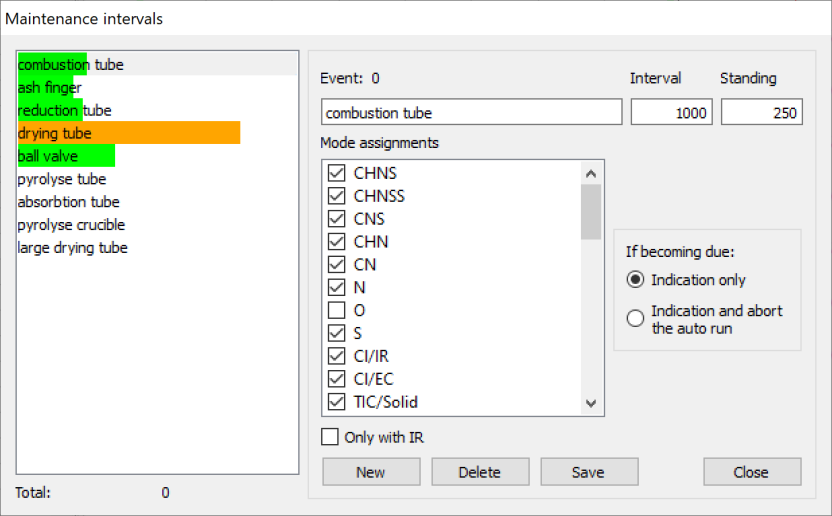 Maintenance intervals
combustion tube
ash finger
reduction tube
drying tube
ball valve
pyrolyse tube
absorbtion tube
pyrolyse crucible
large drying tube
Total: 0
Event: 0 Interval Standing
combustion tube 1000 250
Mode assignments
CHNS
CHNSS
CNS
CHN
CN
N
O
S
Cl/IR
Cl/EC
TIC/Solid
If becoming due:
Indication only
Indication and abort
the auto run
Only with IR
New Delete Save Close